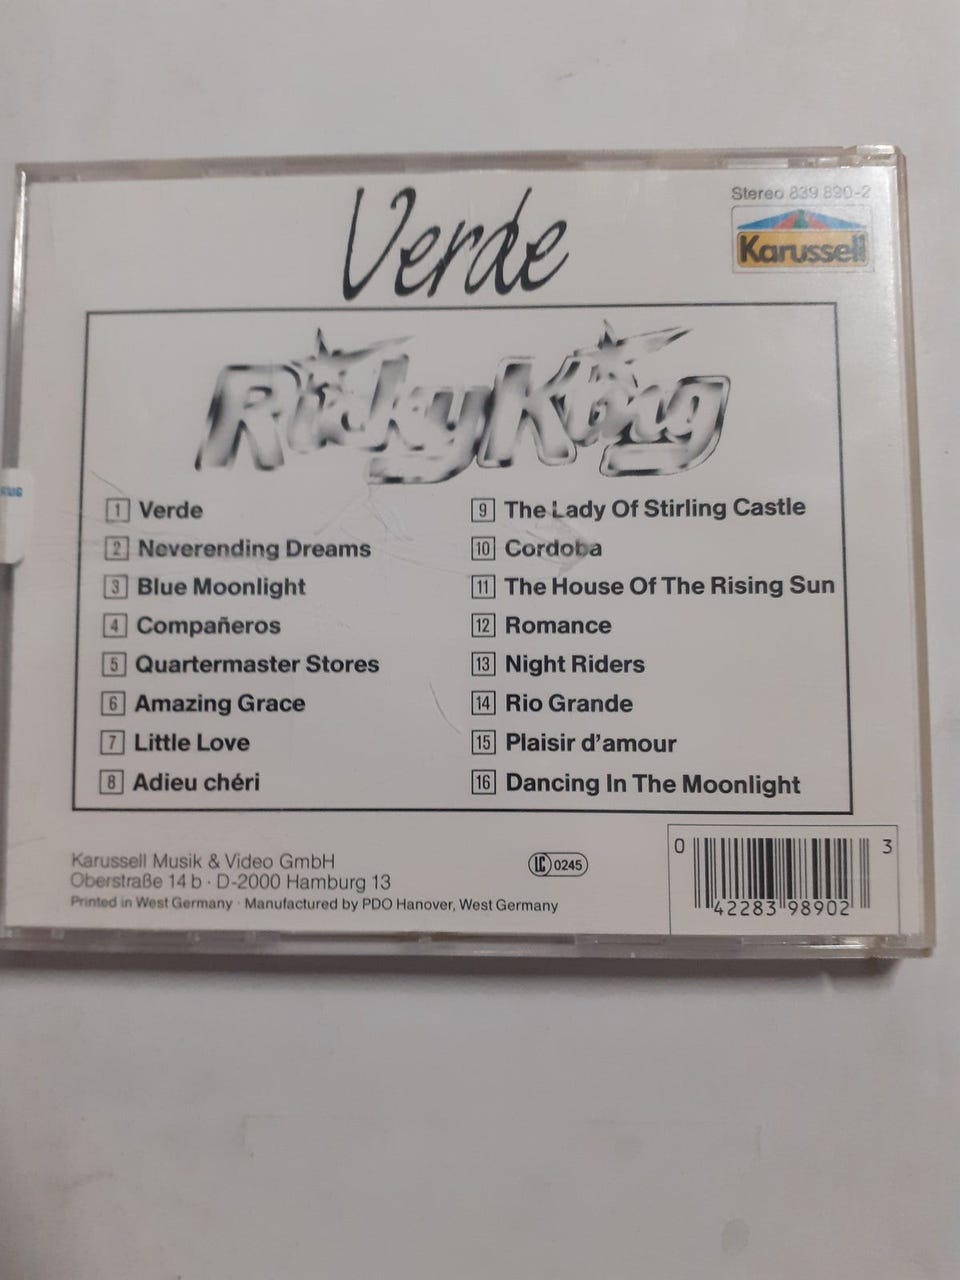 Stereo 839 890-2
Karussell
Verde
Ricky King
1 Verde
2 Neverending Dreams
3 Blue Moonlight
4 Compañeros
5 Quartermaster Stores
6 Amazing Grace
7 Little Love
8 Adieu chéri
9 The Lady Of Stirling Castle
10 Cordoba
11 The House Of The Rising Sun
12 Romance
13 Night Riders
14 Rio Grande
15 Plaisir d'amour
16 Dancing In The Moonlight
Karussell Musik & Video GmbH
Oberstraße 14 b · D-2000 Hamburg 13
Printed in West Germany · Manufactured by PDO Hanover, West Germany
LC 0245
0 42283 98902 3